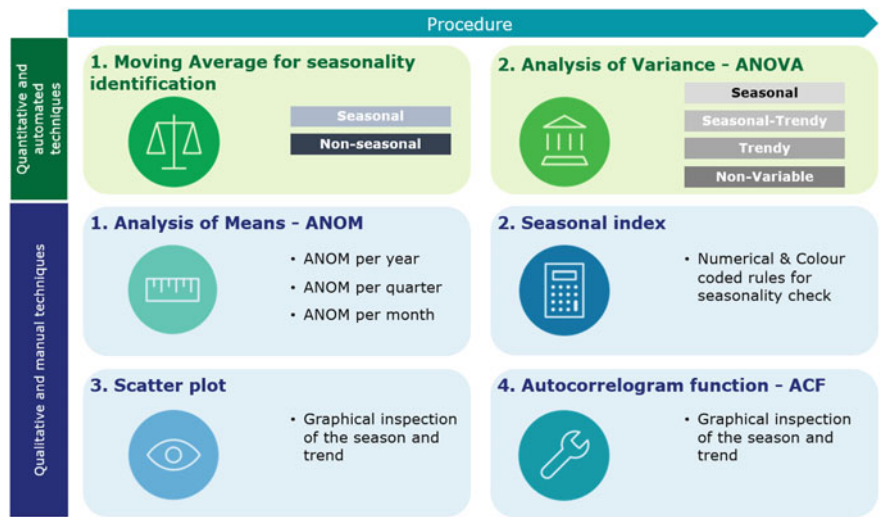 Procedure
Quantitative and
automated
techniques
1. Moving Average for seasonality
identification
Seasonal
Non-seasonal
2. Analysis of Variance - ANOVA
Seasonal
Seasonal-Trendy
Trendy
Non-Variable
Qualitative and manual techniques
1. Analysis of Means - ANOM
• ANOM per year
• ANOM per quarter
• ANOM per month
2. Seasonal index
• Numerical & Colour
coded rules for
seasonality check
3. Scatter plot
• Graphical inspection
of the season and
trend
4. Autocorrelogram function - ACF
• Graphical inspection
of the season and
trend